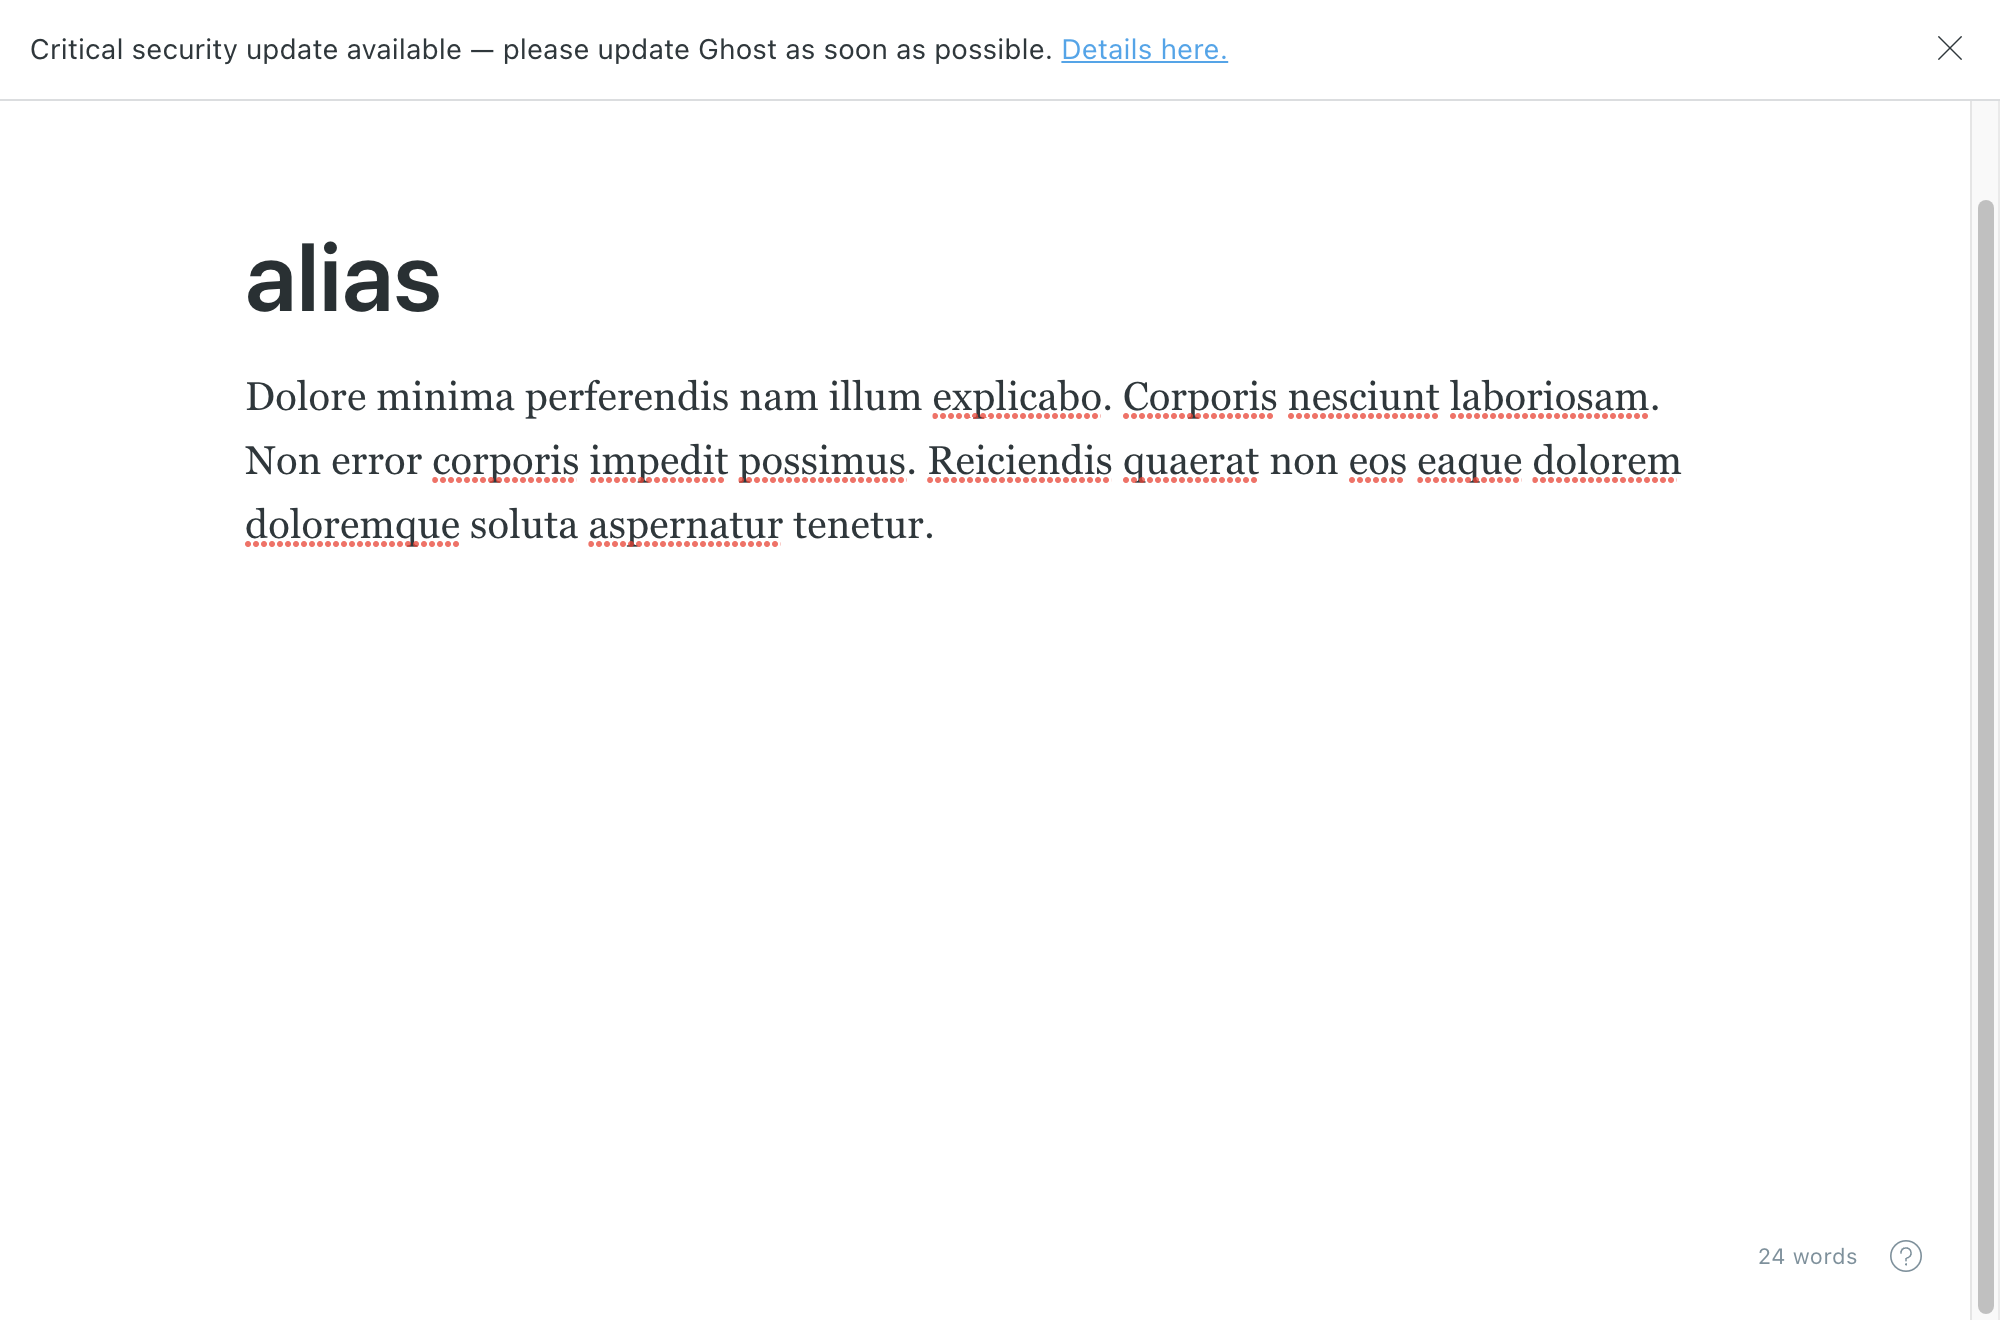 Critical security update available — please update Ghost as soon as possible. Details here.
alias
Dolore minima perferendis nam illum explicabo. Corporis nesciunt laboriosam.
Non error corporis impedit possimus. Reiciendis quaerat non eos eaque dolorem
doloremque soluta aspernatur tenetur.
24 words ?